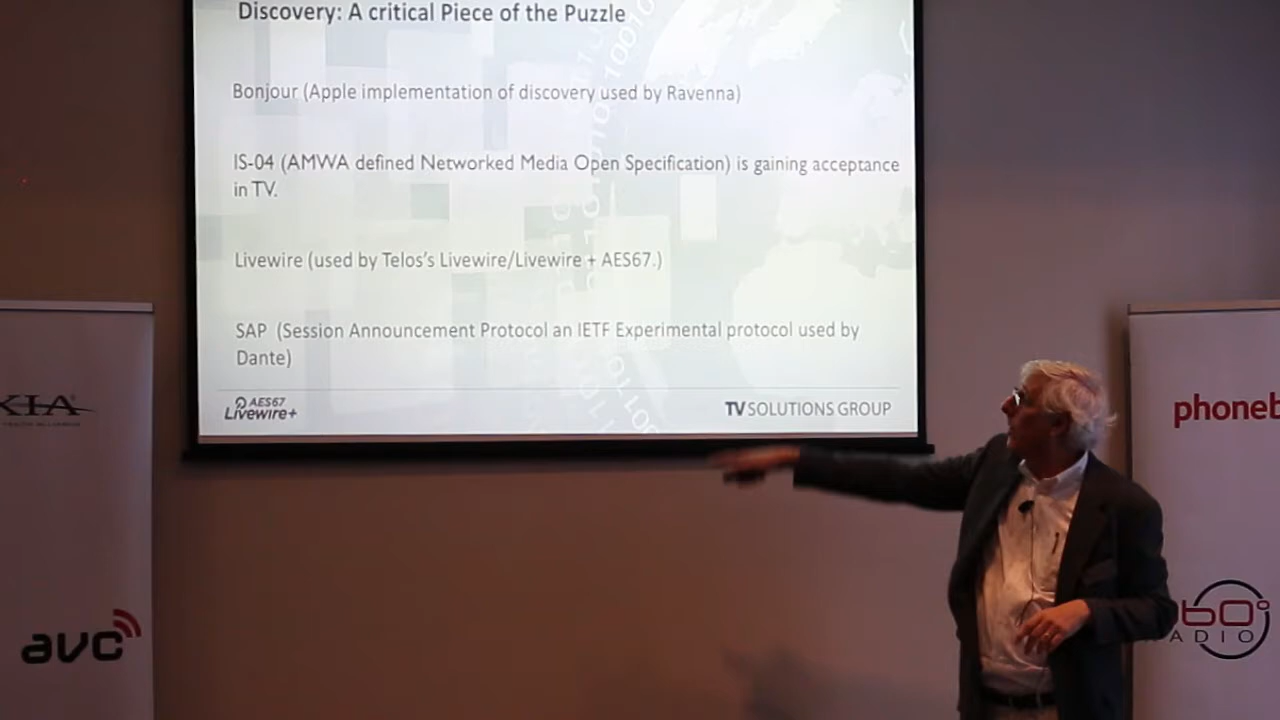 Discovery: A critical Piece of the Puzzle
Bonjour (Apple implementation of discovery used by Ravenna)
IS-04 (AMWA defined Networked Media Open Specification) is gaining acceptance
in TV.
Livewire (used by Telos's Livewire/Livewire + AES67.)
SAP (Session Announcement Protocol an IETF Experimental protocol used by
Dante)
AES67
Livewire+
TV SOLUTIONS GROUP
KIA
avc
phoneb
60°
ADIO